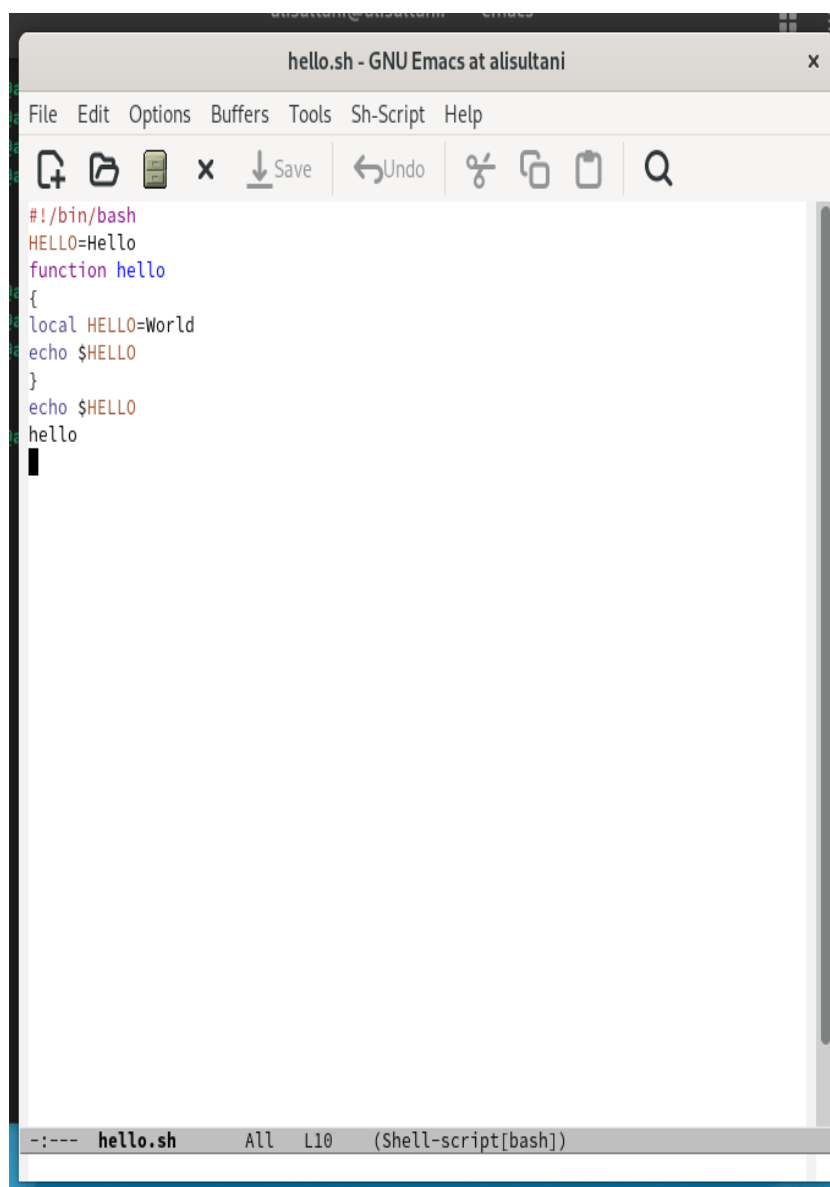 hello.sh - GNU Emacs at alisultani
x
File Edit Options Buffers Tools Sh-Script Help
Save Undo
#!/bin/bash
HELLO=Hello
function hello
{
local HELLO=World
echo $HELLO
}
echo $HELLO
hello
-:--- hello.sh All L10 (Shell-script[bash])